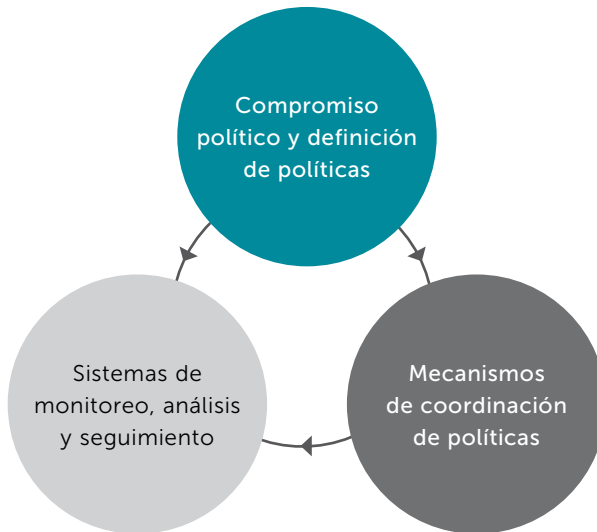 Compromiso
político y definición
de políticas
Sistemas de
monitoreo, análisis
y seguimiento
Mecanismos
de coordinación
de políticas